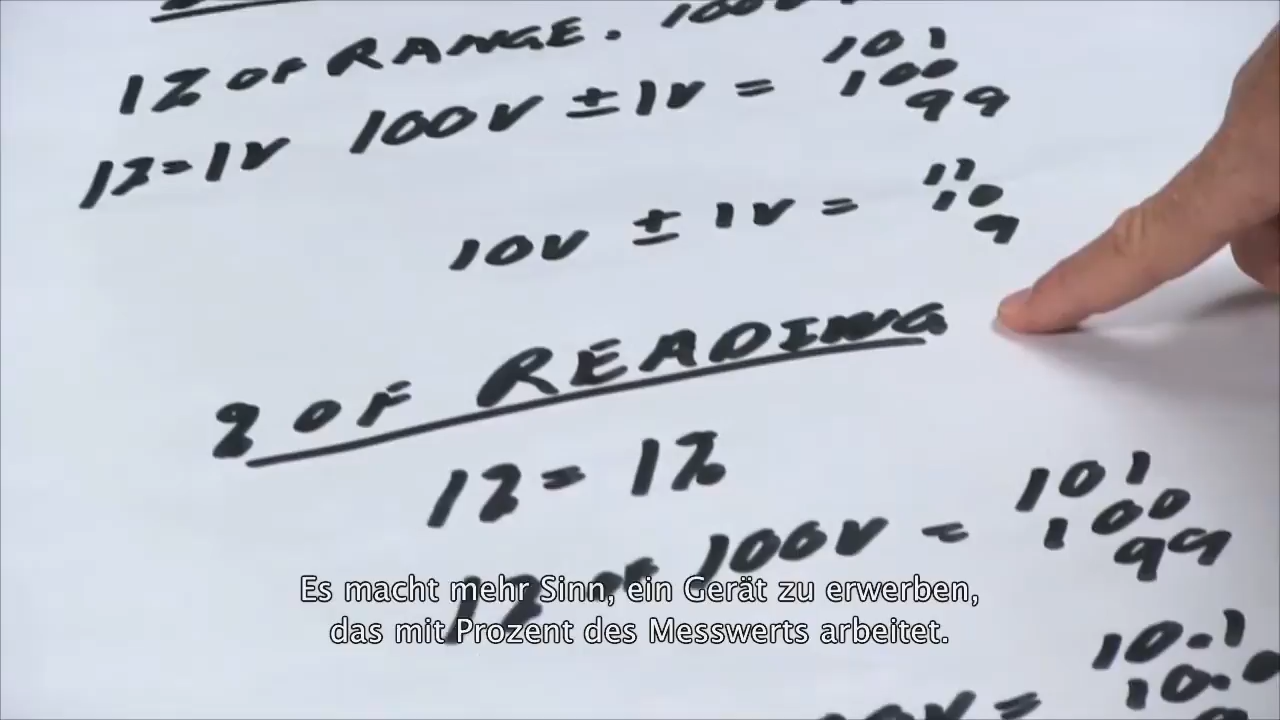 1% OF RANGE. 100V
1% = 1V 100V ± 1V = 101
100
99
10V ± 1V = 11
10
9
% OF READING
1% = 1%
1% OF 100V = 101
100
99
10.1
10.0
V =
9
Es macht mehr Sinn, ein Gerät zu erwerben,
das mit Prozent des Messwerts arbeitet.